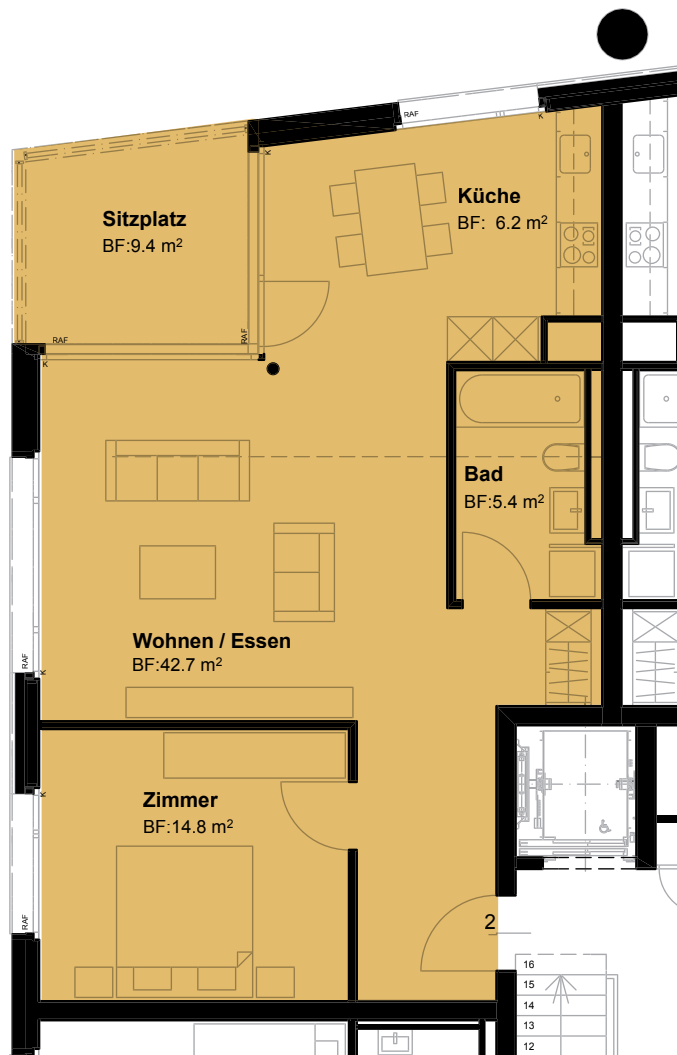 RAF
K
K
Sitzplatz
BF:9.4 m²
Küche
BF: 6.2 m²
RAF
RAF
K
Bad
BF:5.4 m²
Wohnen / Essen
BF:42.7 m²
RAF
K
K
Zimmer
BF:14.8 m²
RAF
2
16
15
14
13
12